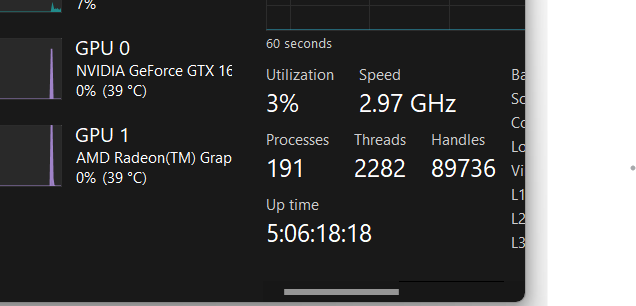 7%
GPU 0
NVIDIA GeForce GTX 16
0% (39 °C)
GPU 1
AMD Radeon(TM) Grap
0% (39 °C)
60 seconds
Utilization Speed
3% 2.97 GHz
Processes Threads Handles
191 2282 89736
Up time
5:06:18:18
Ba
So
Co
Lo
Vi
L1
L2
L3